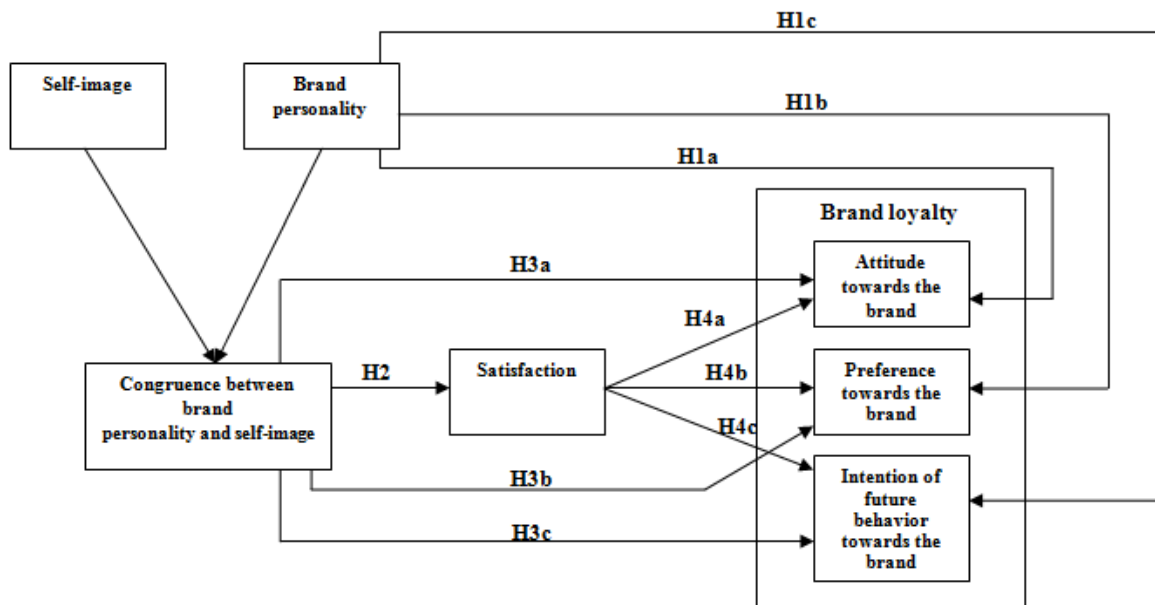 H1c
Self-image
Brand
personality
H1b
H1a
Brand loyalty
H3a
Attitude
towards the
brand
H4a
Congruence between
brand
personality and self-image
H2
Satisfaction
H4b
Preference
towards the
brand
H4c
H3b
Intention of
future
behavior
towards the
brand
H3c